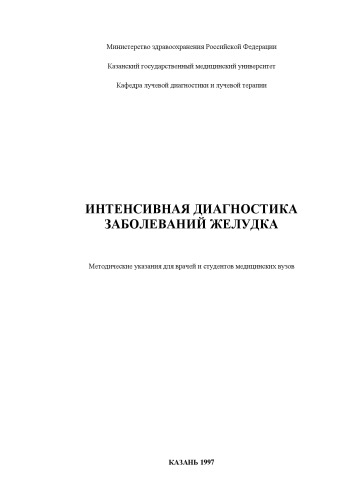 Министерство здравоохранения Российской Федерации
Казанский государственный медицинский университет
Кафедра лучевой диагностики и лучевой терапии
ИНТЕНСИВНАЯ ДИАГНОСТИКА
ЗАБОЛЕВАНИЙ ЖЕЛУДКА
Методические указания для врачей и студентов медицинских вузов
КАЗАНЬ 1997